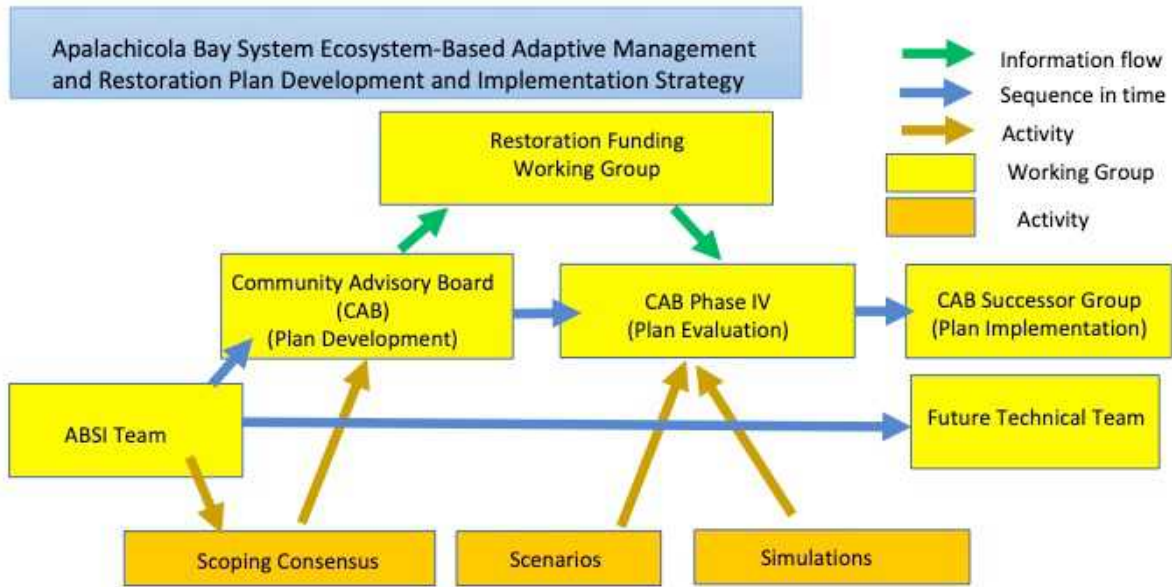 Apalachicola Bay System Ecosystem-Based Adaptive Management
and Restoration Plan Development and Implementation Strategy
Information flow
Sequence in time
Activity
Working Group
Activity
Restoration Funding
Working Group
Community Advisory Board
(CAB)
(Plan Development)
CAB Phase IV
(Plan Evaluation)
CAB Successor Group
(Plan Implementation)
ABSI Team
Future Technical Team
Scoping Consensus
Scenarios
Simulations